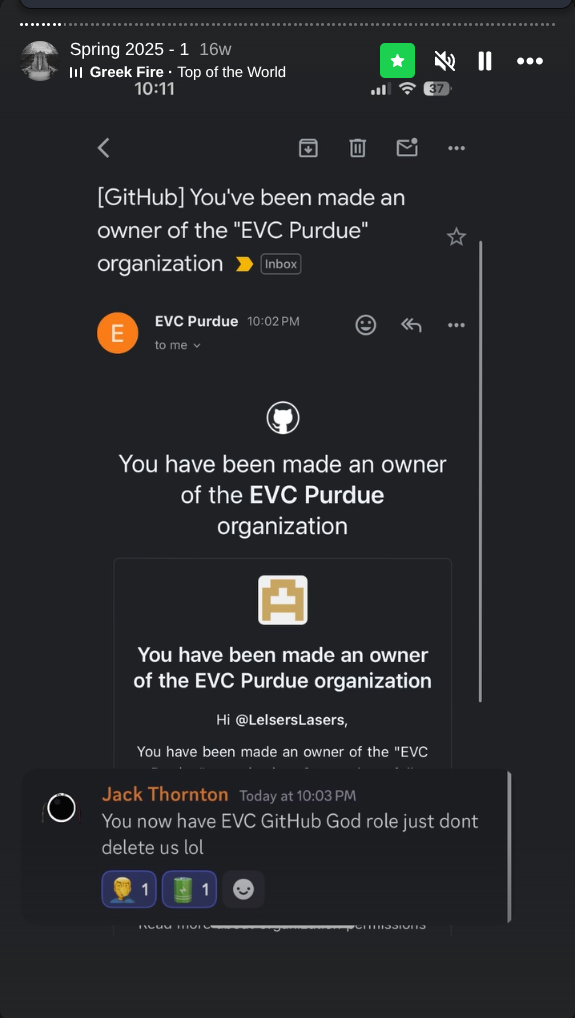 Spring 2025 - 1 16w
Greek Fire · Top of the World
10:11
37
[GitHub] You've been made an
owner of the "EVC Purdue"
organization
Inbox
E
EVC Purdue 10:02 PM
to me
You have been made an owner
of the EVC Purdue
organization
You have been made an owner
of the EVC Purdue organization
Hi @LelsersLasers,
You have been made an owner of the "EVC
Jack Thornton Today at 10:03 PM
You now have EVC GitHub God role just dont
delete us lol
1 1
Read more about organization permissions